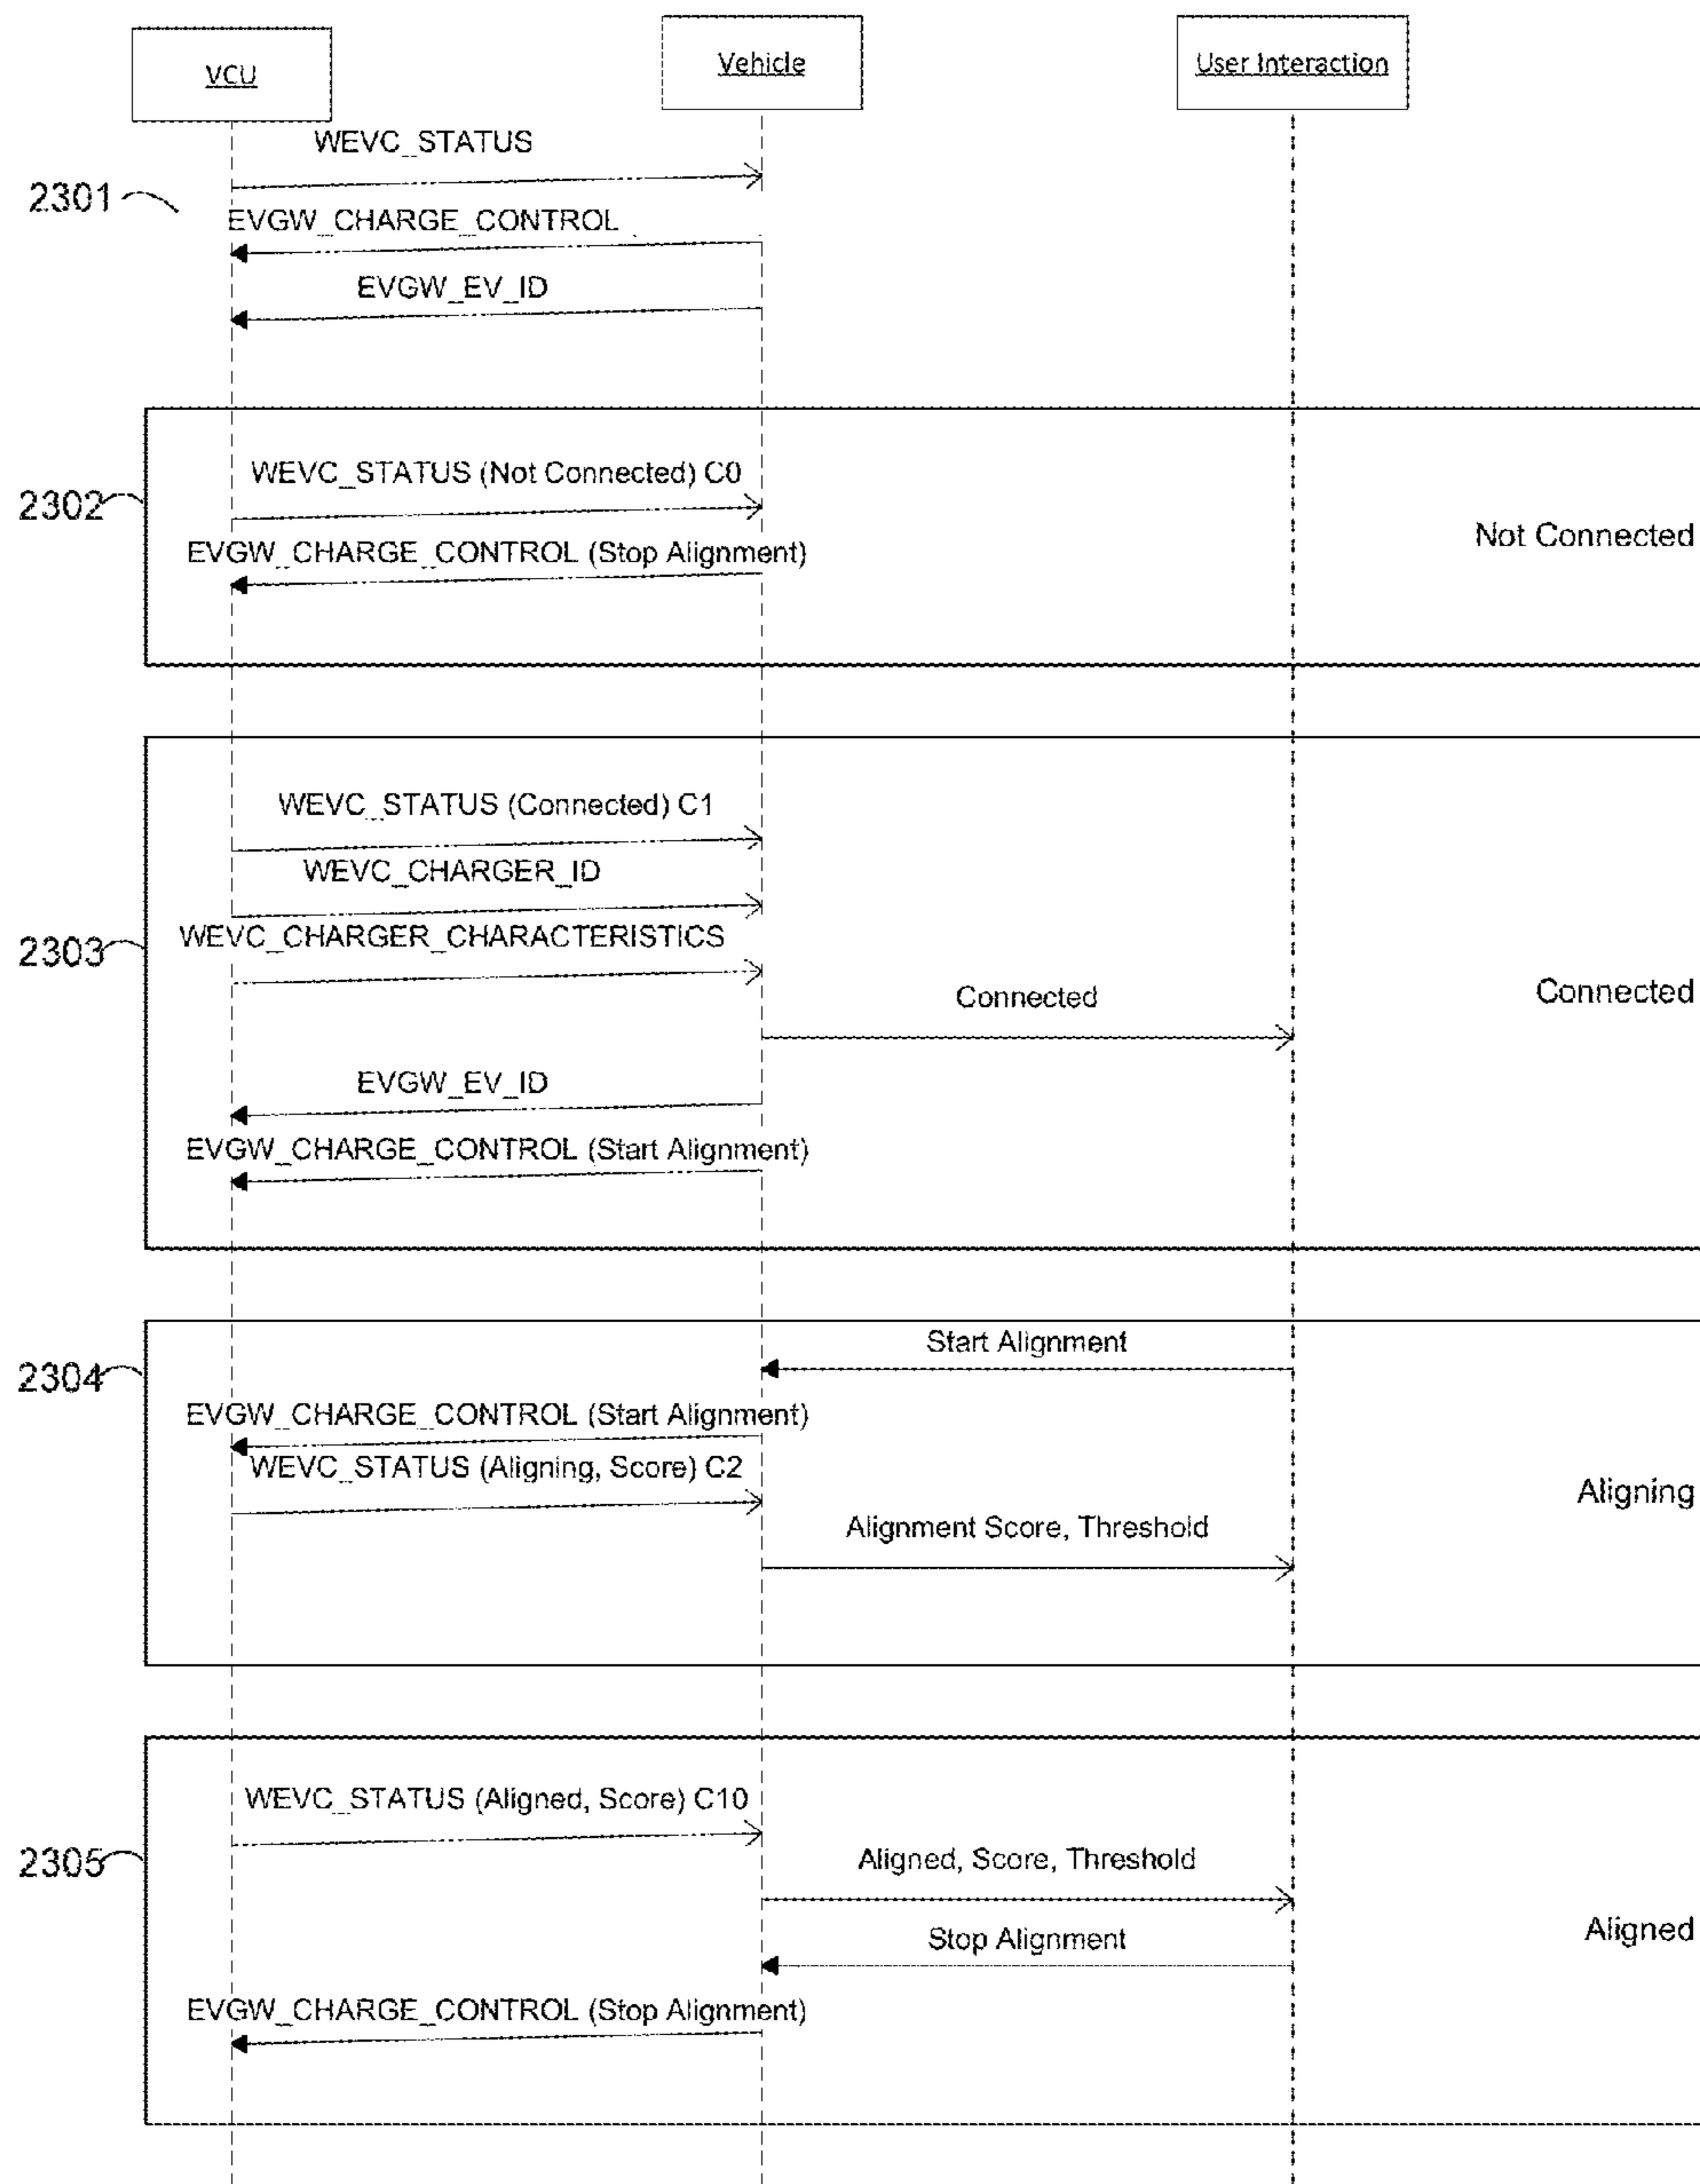 VCU
Vehicle
User Interaction
WEVC_STATUS
2301
EVGW_CHARGE_CONTROL
EVGW_EV_ID
WEVC_STATUS (Not Connected) C0
2302
Not Connected
EVGW_CHARGE_CONTROL (Stop Alignment)
WEVC_STATUS (Connected) C1
WEVC_CHARGER_ID
WEVC_CHARGER_CHARACTERISTICS
2303
Connected
Connected
EVGW_EV_ID
EVGW_CHARGE_CONTROL (Start Alignment)
Start Alignment
2304
EVGW_CHARGE_CONTROL (Start Alignment)
WEVC_STATUS (Aligning, Score) C2
Aligning
Alignment Score, Threshold
WEVC_STATUS (Aligned, Score) C10
2305
Aligned, Score, Threshold
Aligned
Stop Alignment
EVGW_CHARGE_CONTROL (Stop Alignment)